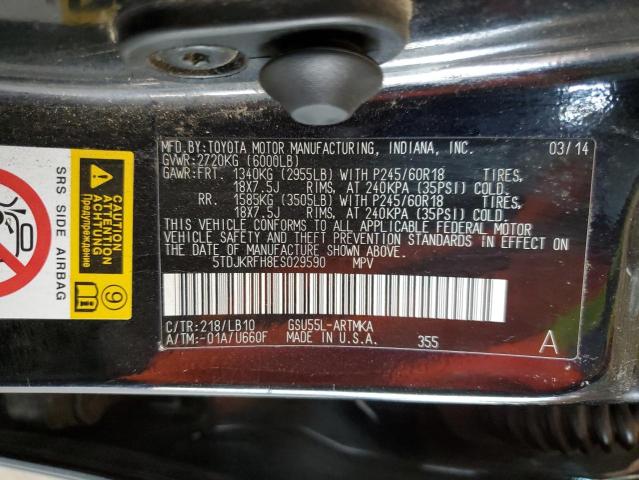 MFD.BY:TOYOTA MOTOR MANUFACTURING, INDIANA, INC. 03/14
GVWR:2720KG (6000LB)
GAWR:FRT. 1340KG (2955LB) WITH P245/60R18 TIRES,
18X7.5J RIMS, AT 240KPA (35PSI) COLD.
RR. 1585KG (3505LB) WITH P245/60R18 TIRES,
18X7.5J RIMS, AT 240KPA (35PSI) COLD.
THIS VEHICLE CONFORMS TO ALL APPLICABLE FEDERAL MOTOR
VEHICLE SAFETY AND THEFT PREVENTION STANDARDS IN EFFECT ON
THE DATE OF MANUFACTURE SHOWN ABOVE.
5TDJKRFH8ES029590 MPV
C/TR:218/LB10 GSU55L-ARTMKA
A/TM:-01A/U660F MADE IN U.S.A. 355 A
SRS SIDE AIRBAG
CAUTION
ATTENTION
ACHTUNG
Предупреждение
9